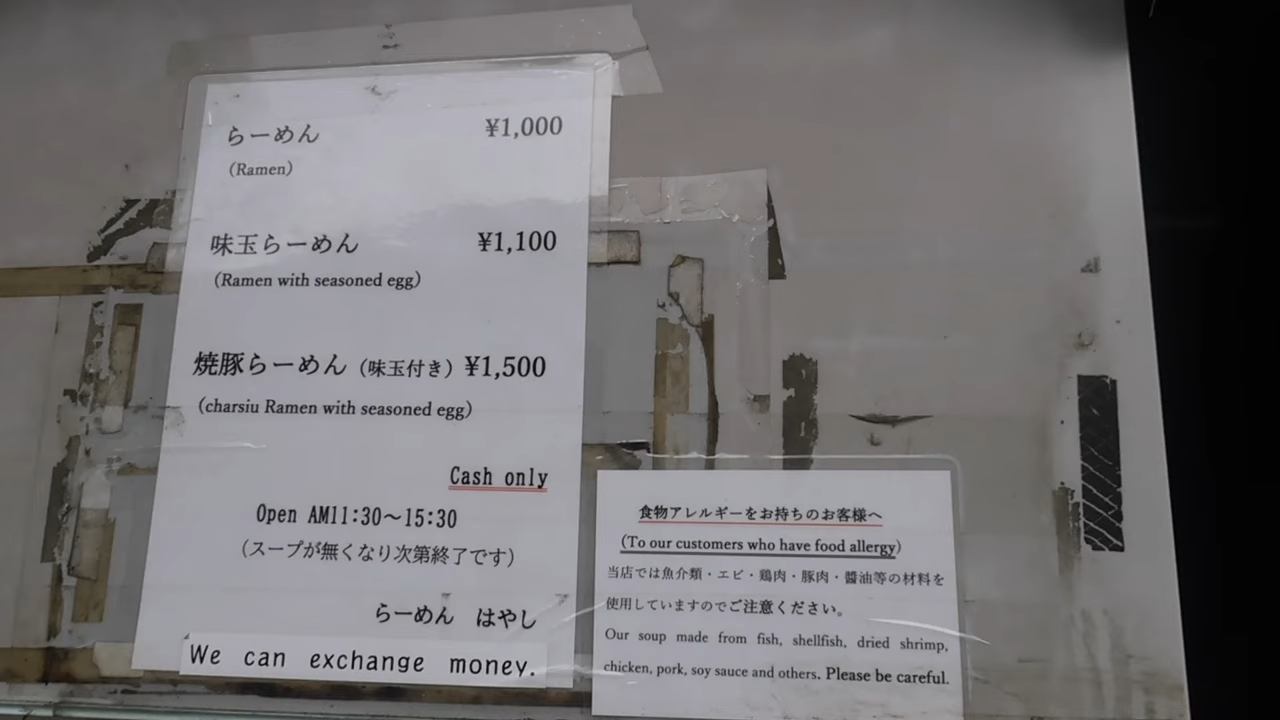 らーめん ¥1,000
(Ramen)
味玉らーめん ¥1,100
(Ramen with seasoned egg)
焼豚らーめん（味玉付き）¥1,500
(charsiu Ramen with seasoned egg)
Cash only
Open AM11:30～15:30
（スープが無くなり次第終了です）
らーめん はやし
We can exchange money.
食物アレルギーをお持ちのお客様へ
(To our customers who have food allergy)
当店では魚介類・エビ・鶏肉・豚肉・醬油等の材料を
使用していますのでご注意ください。
Our soup made from fish, shellfish, dried shrimp,
chicken, pork, soy sauce and others. Please be careful.